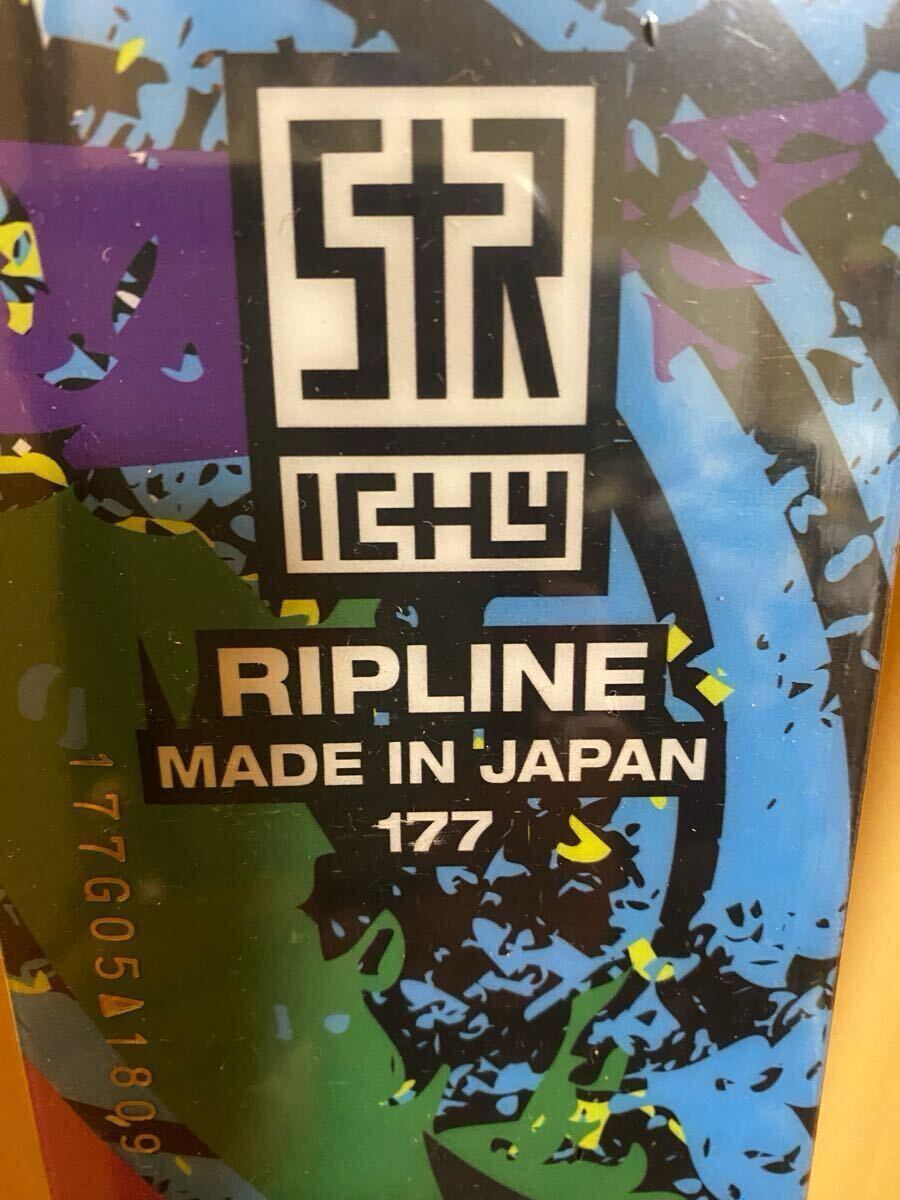 STR
ICHY
RIPLINE
MADE IN JAPAN
177
177G05▲1809